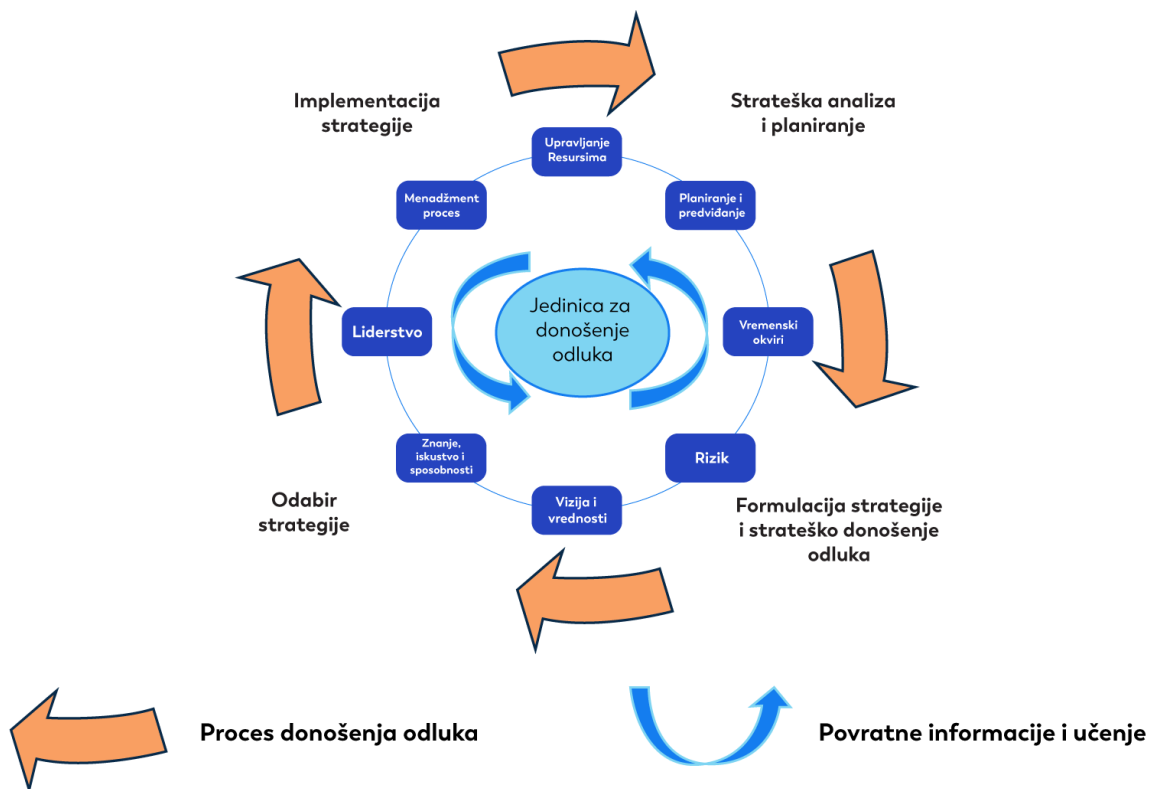 Implementacija
strategije
Strateška analiza
i planiranje
Upravljanje
Resursima
Menadžment
proces
Planiranje i
predviđanje
Liderstvo
Jedinica za
donošenje
odluka
Vremenski
okviri
Znanje,
iskustvo i
sposobnosti
Rizik
Vizija i
vrednosti
Odabir
strategije
Formulacija strategije
i strateško donošenje
odluka
Proces donošenja odluka
Povratne informacije i učenje